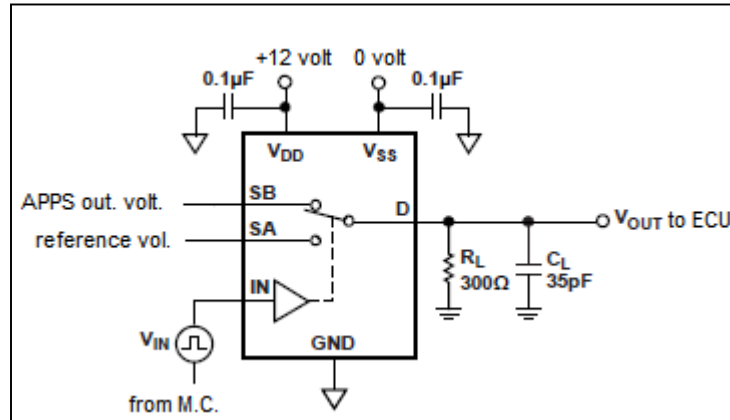 +12 volt 0 volt
0.1µF 0.1µF
VDD VSS
APPS out. volt. SB
D VOUT to ECU
reference vol. SA
RL
300Ω
CL
35pF
IN
VIN
GND
from M.C.